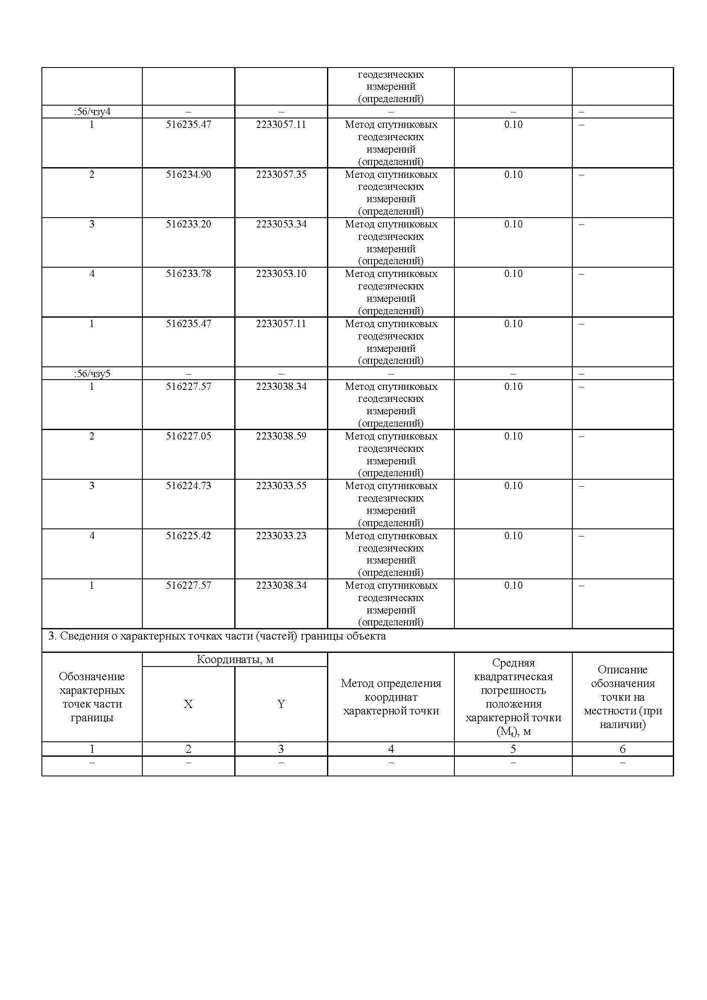 геодезических
измерений
(определений)
:56/чзу4 – – – – –
1 516235.47 2233057.11 Метод спутниковых 0.10 –
геодезических
измерений
(определений)
2 516234.90 2233057.35 Метод спутниковых 0.10 –
геодезических
измерений
(определений)
3 516233.20 2233053.34 Метод спутниковых 0.10 –
геодезических
измерений
(определений)
4 516233.78 2233053.10 Метод спутниковых 0.10 –
геодезических
измерений
(определений)
1 516235.47 2233057.11 Метод спутниковых 0.10 –
геодезических
измерений
(определений)
:56/чзу5 – – – – –
1 516227.57 2233038.34 Метод спутниковых 0.10 –
геодезических
измерений
(определений)
2 516227.05 2233038.59 Метод спутниковых 0.10 –
геодезических
измерений
(определений)
3 516224.73 2233033.55 Метод спутниковых 0.10 –
геодезических
измерений
(определений)
4 516225.42 2233033.23 Метод спутниковых 0.10 –
геодезических
измерений
(определений)
1 516227.57 2233038.34 Метод спутниковых 0.10 –
геодезических
измерений
(определений)
3. Сведения о характерных точках части (частей) границы объекта
Обозначение
характерных
точек части
границы
Координаты, м
X
Y
Метод определения
координат
характерной точки
Средняя
квадратическая
погрешность
положения
характерной точки
(Mt), м
Описание
обозначения
точки на
местности (при
наличии)
1 2 3 4 5 6
– – – – – –